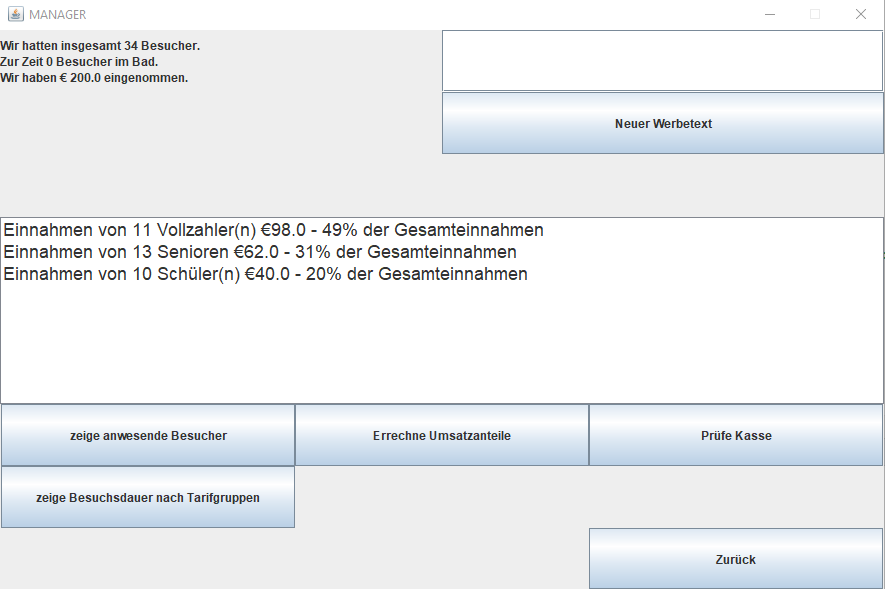 MANAGER
Wir hatten insgesamt 34 Besucher.
Zur Zeit 0 Besucher im Bad.
Wir haben € 200.0 eingenommen.
Neuer Werbetext
Einnahmen von 11 Vollzahler(n) €98.0 - 49% der Gesamteinnahmen
Einnahmen von 13 Senioren €62.0 - 31% der Gesamteinnahmen
Einnahmen von 10 Schüler(n) €40.0 - 20% der Gesamteinnahmen
zeige anwesende Besucher
Errechne Umsatzanteile
Prüfe Kasse
zeige Besuchsdauer nach Tarifgruppen
Zurück